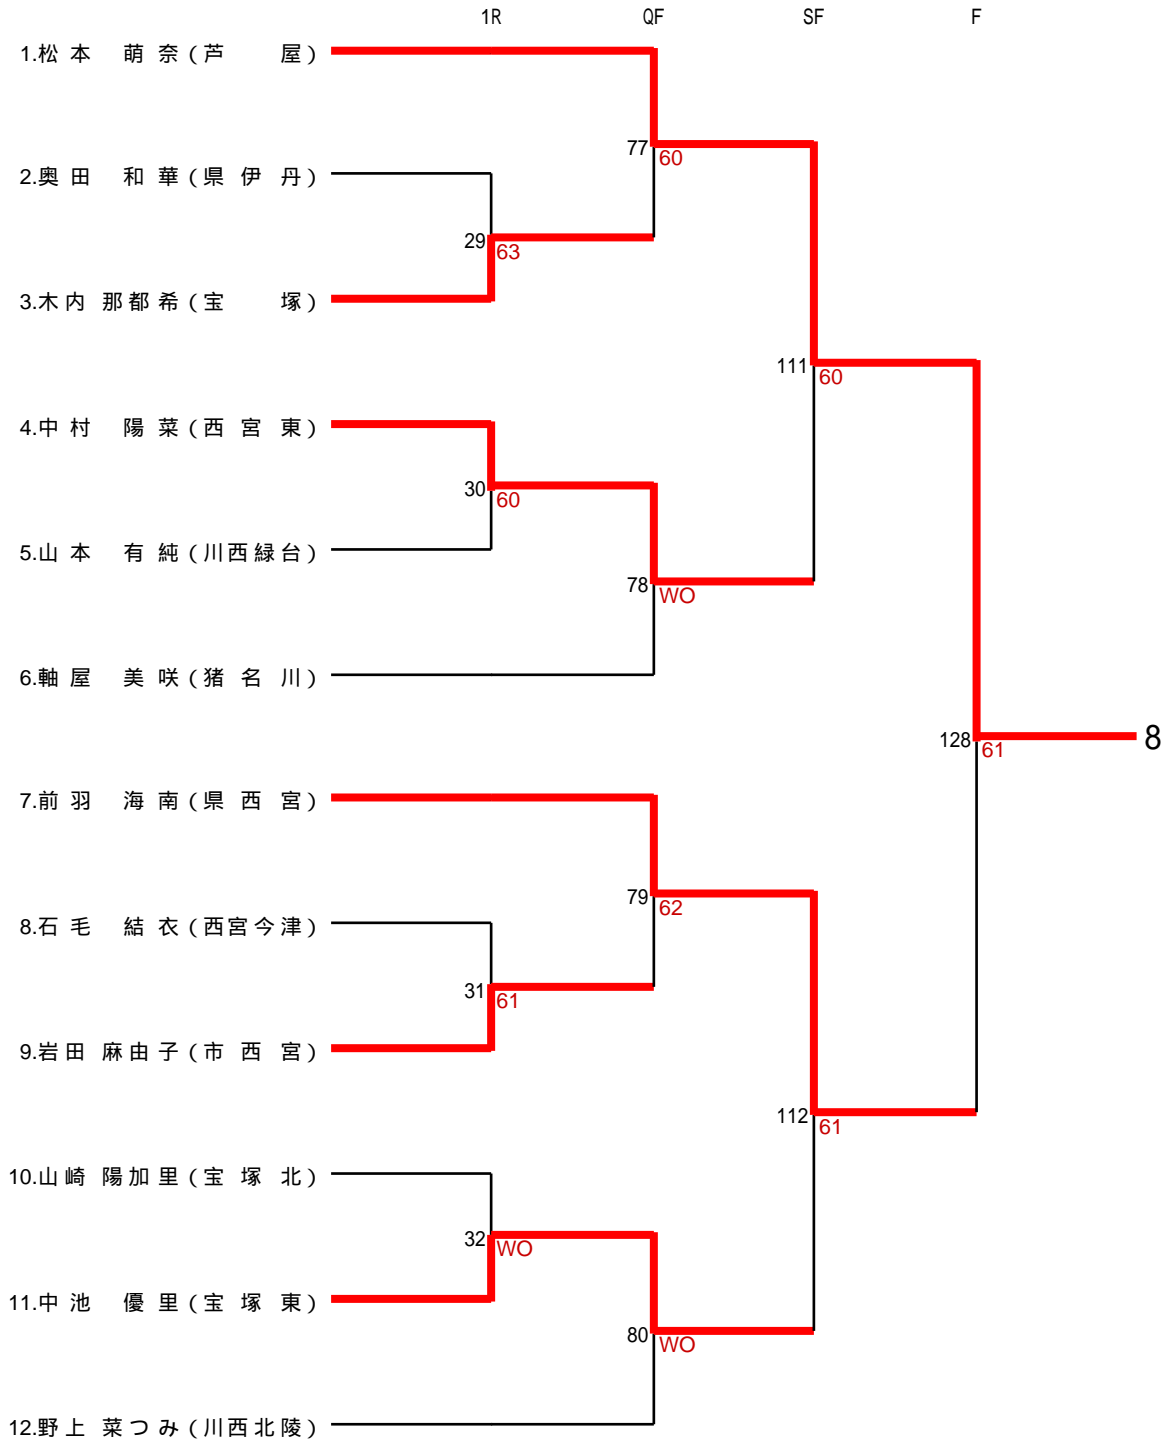 1R QF SF F
1.松本 萌奈(芦 屋)
77 60
2.奥田 和華(県伊丹)
29 63
3.木内 那都希(宝 塚)
111 60
4.中村 陽菜(西宮東)
30 60
5.山本 有純(川西緑台)
78 WO
6.軸屋 美咲(猪名川)
128 61 8
7.前羽 海南(県西宮)
79 62
8.石毛 結衣(西宮今津)
31 61
9.岩田 麻由子(市西宮)
112 61
10.山崎 陽加里(宝塚北)
32 WO
11.中池 優里(宝塚東)
80 WO
12.野上 菜つみ(川西北陵)